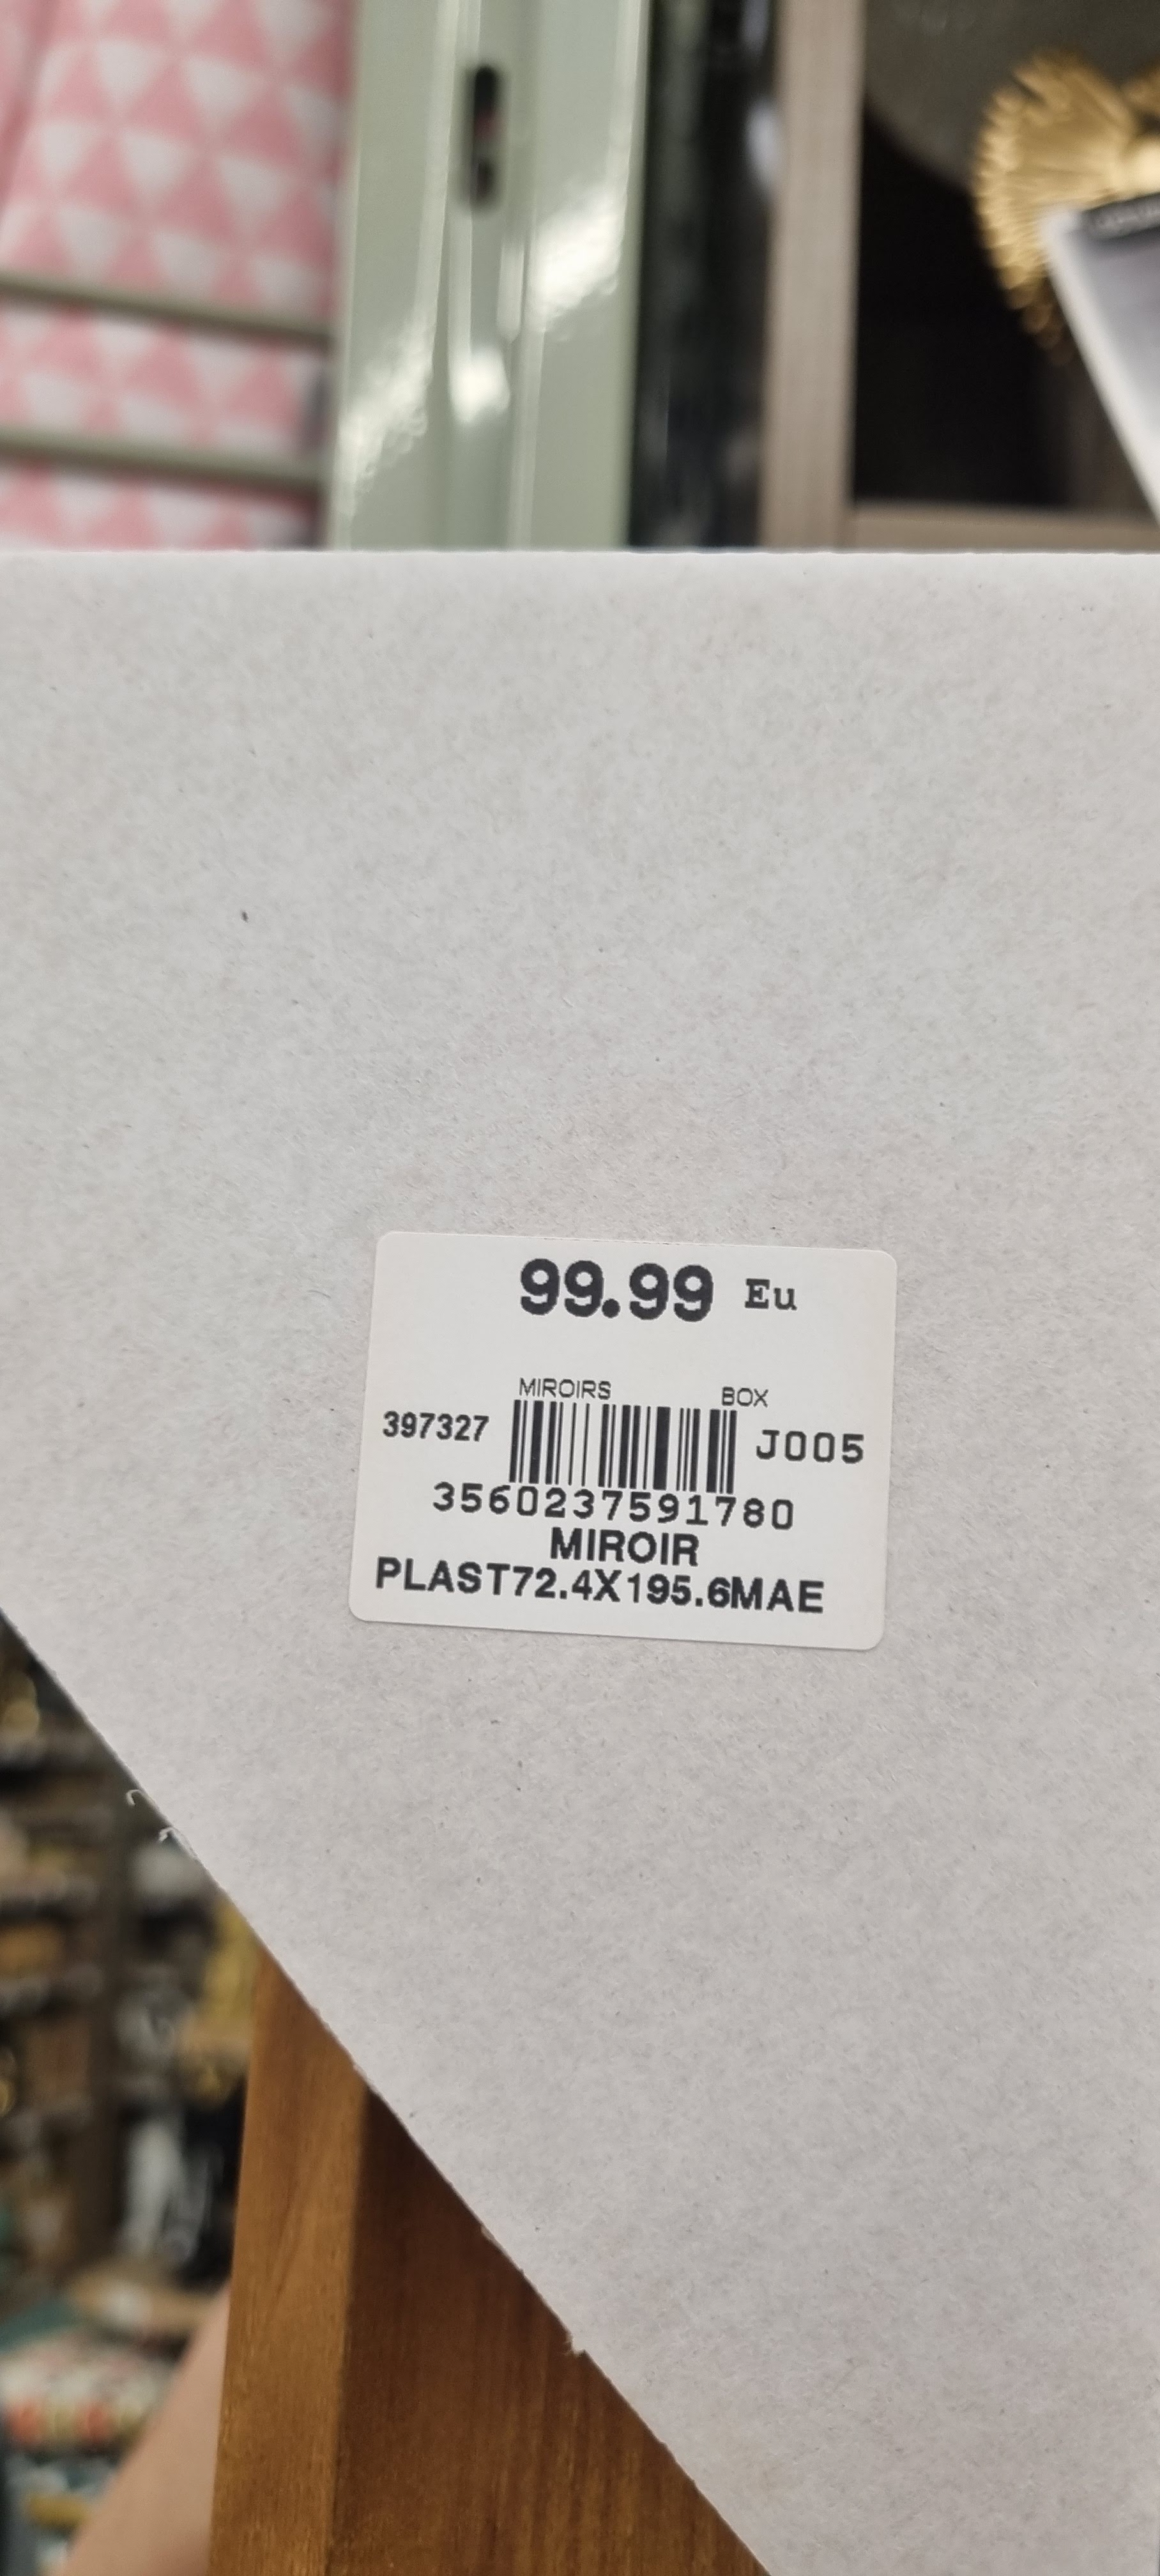 99.99 Eu
MIROIRS BOX
397327 J005
3560237591780
MIROIR
PLAST72.4X195.6MAE